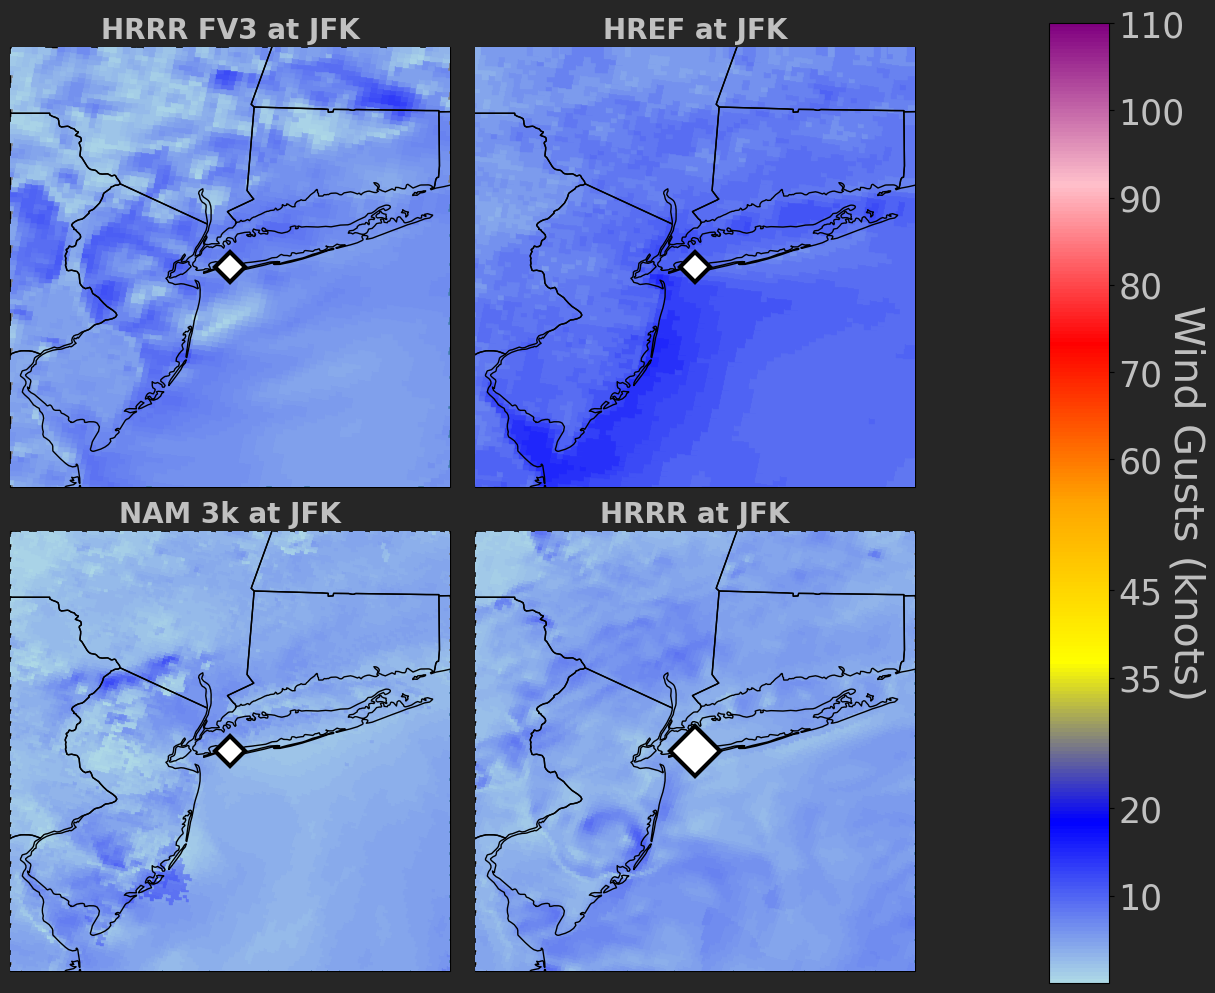 HRRR FV3 at JFK
HREF at JFK
NAM 3k at JFK
HRRR at JFK
110
100
90
80
70
60
45
35
20
10
Wind Gusts (knots)